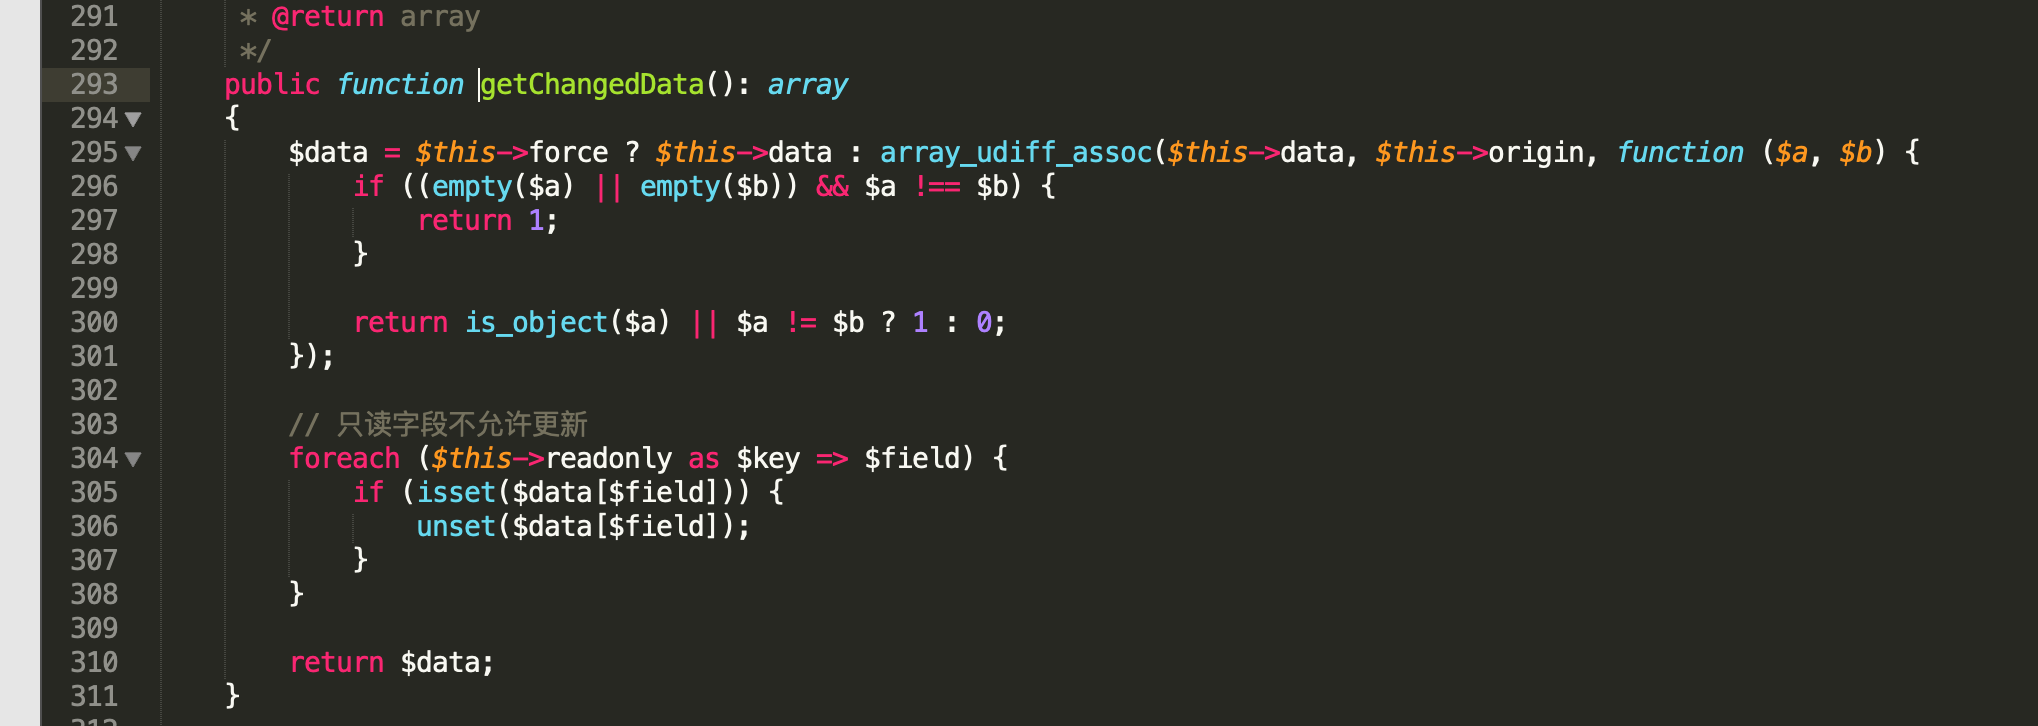 291 * @return array
292 */
293 public function getChangedData(): array
294 {
295 $data = $this->force ? $this->data : array_udiff_assoc($this->data, $this->origin, function ($a, $b) {
296 if ((empty($a) || empty($b)) && $a !== $b) {
297 return 1;
298 }
299
300 return is_object($a) || $a != $b ? 1 : 0;
301 });
302
303 // 只读字段不允许更新
304 foreach ($this->readonly as $key => $field) {
305 if (isset($data[$field])) {
306 unset($data[$field]);
307 }
308 }
309
310 return $data;
311 }